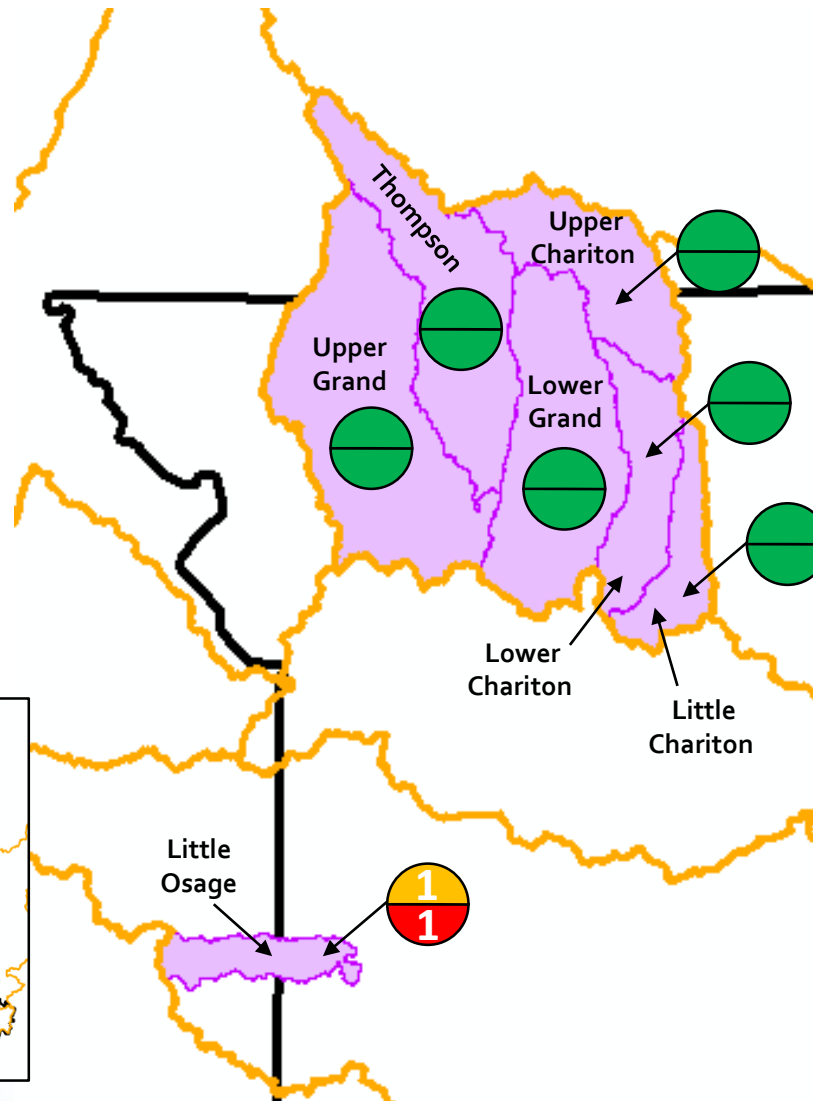 Thompson
Upper
Chariton
Upper
Grand
Lower
Grand
Lower
Chariton
Little
Chariton
Little
Osage
1
1